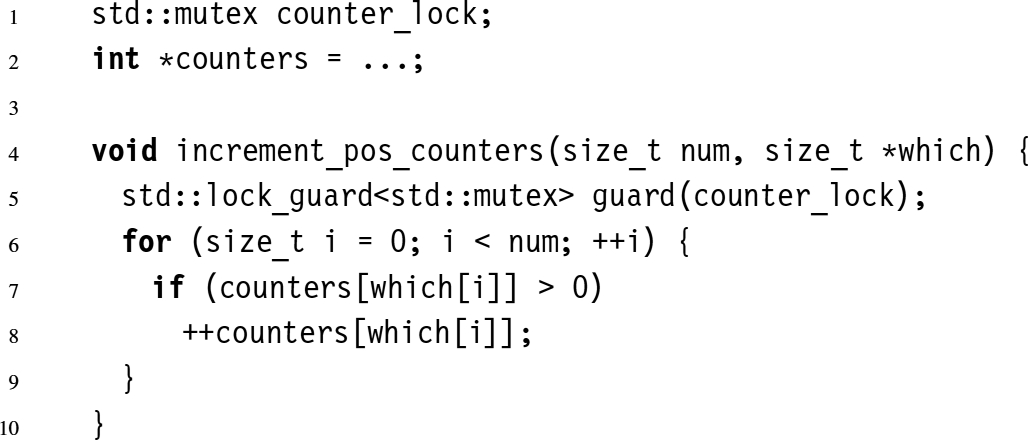 1 std::mutex counter_lock;
2 int *counters = ...;
3
4 void increment_pos_counters(size_t num, size_t *which) {
5 std::lock_guard<std::mutex> guard(counter_lock);
6 for (size_t i = 0; i < num; ++i) {
7 if (counters[which[i]] > 0)
8 ++counters[which[i]];
9 }
10 }